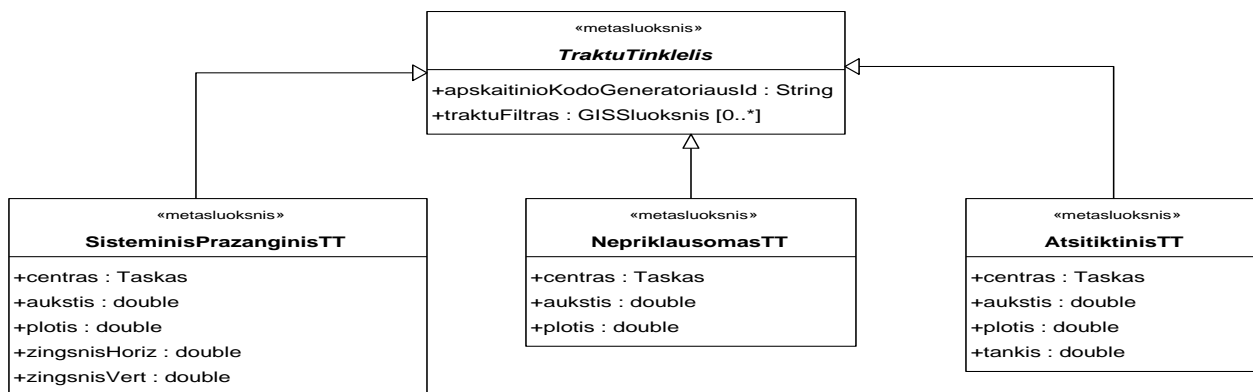 «metasluoksnis»
TraktuTinklelis
+apskaitinioKodoGeneratoriausId : String
+traktuFiltras : GISSluoksnis [0..*]
«metasluoksnis»
SisteminisPrazanginisTT
+centras : Taskas
+aukstis : double
+plotis : double
+zingsnisHoriz : double
+zingsnisVert : double
«metasluoksnis»
NepriklausomasTT
+centras : Taskas
+aukstis : double
+plotis : double
«metasluoksnis»
AtsitiktinisTT
+centras : Taskas
+aukstis : double
+plotis : double
+tankis : double